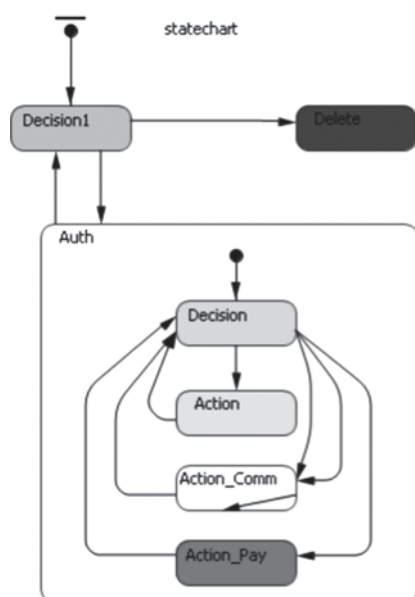 statechart
Decision1
Delete
Auth
Decision
Action
Action_Comm
Action_Pay